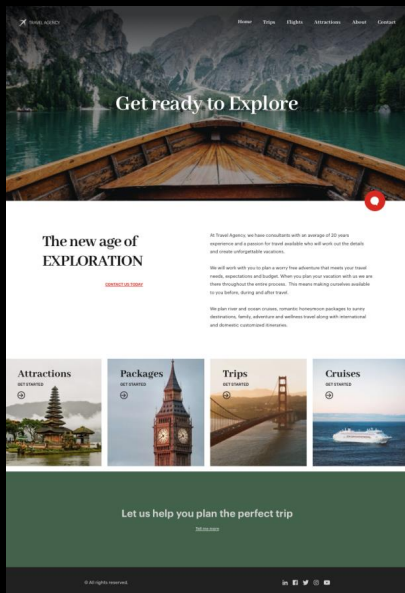 TRAVEL AGENCY
Home Trips Flights Attractions About Contact
Get ready to Explore
The new age of
EXPLORATION
CONTACT US TODAY
At Travel Agency, we have consultants with an average of 20 years
experience and a passion for travel available who will work out the details
and create unforgettable vacations.
We will work with you to plan a worry free adventure that meets your travel
needs, expectations and budget. When you plan your vacation with us we are
there throughout the entire process. This means making ourselves available
to you before, during and after travel.
We plan river and ocean cruises, romantic honeymoon packages to sunny
destinations, family, adventure and wellness travel along with international
and domestic customtravel itineraries.
Attractions
GET STARTED
Packages
GET STARTED
Trips
GET STARTED
Cruises
GET STARTED
Let us help you plan the perfect trip
Tell me more
© All rights reserved.